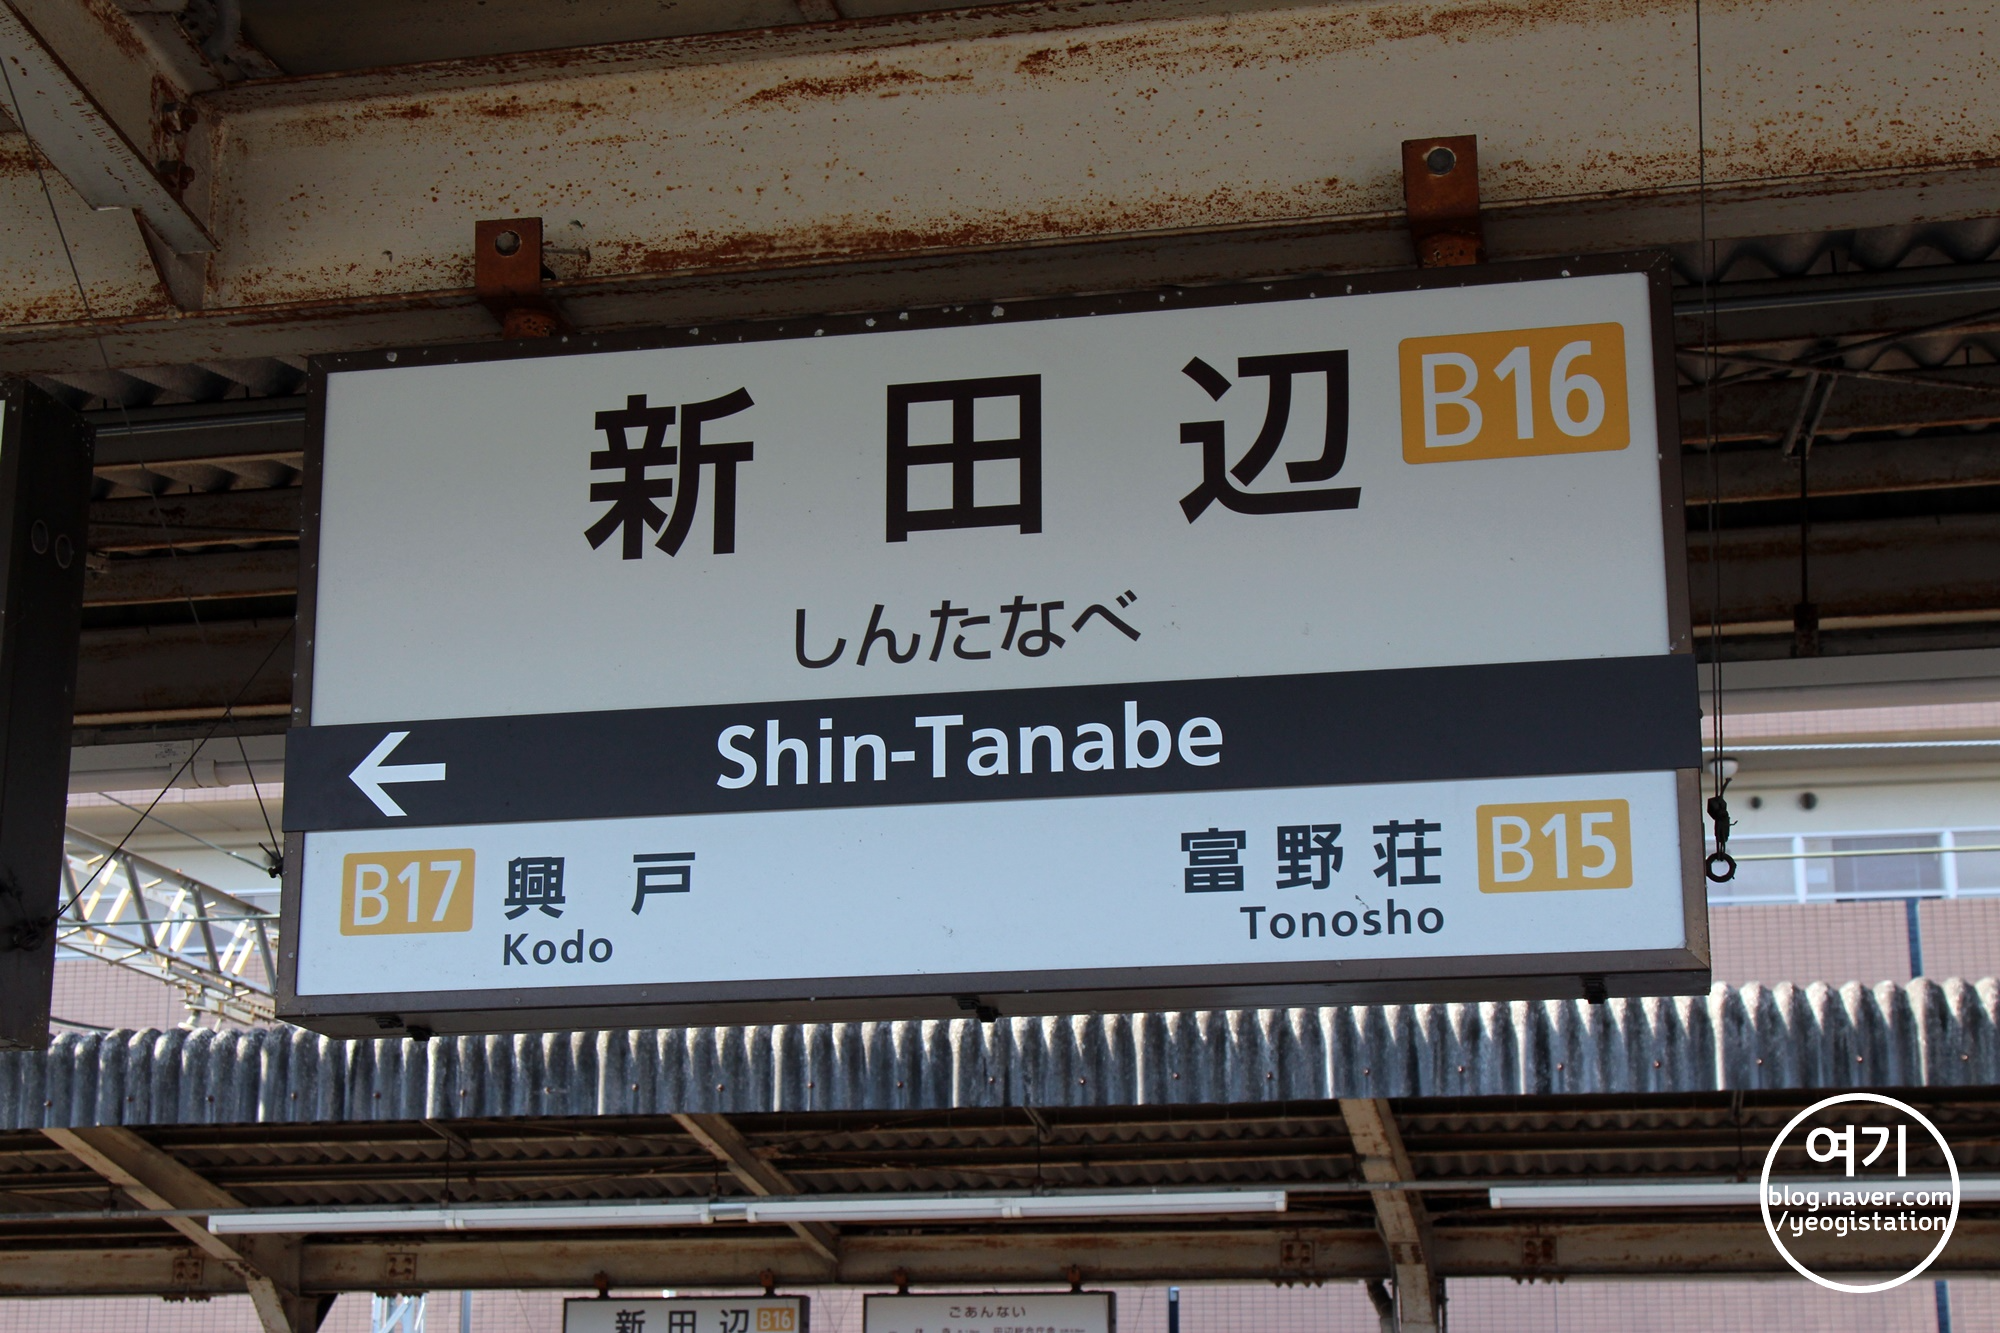 新田辺 B16
しんたなべ
← Shin-Tanabe
B17 興戸
Kodo
富野荘 B15
Tonosho
여기
blog.naver.com
/yeogistation
新田辺 B16
ごあんない